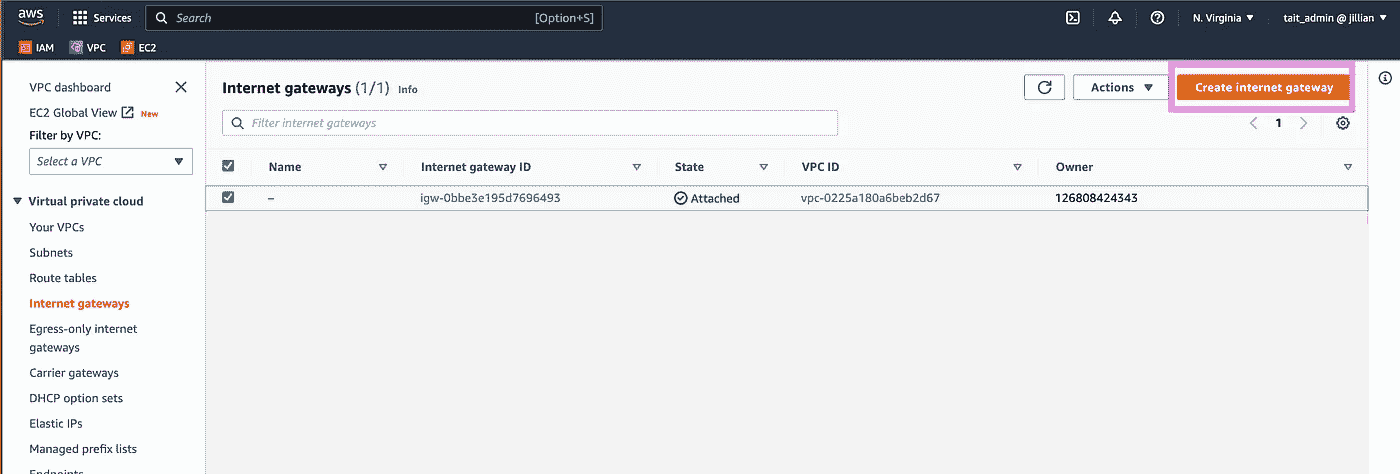 aws Services Search [Option+S] N. Virginia tait_admin @ jillian
IAM VPC EC2
VPC dashboard
EC2 Global View New
Filter by VPC:
Select a VPC
Virtual private cloud
Your VPCs
Subnets
Route tables
Internet gateways
Egress-only internet
gateways
Carrier gateways
DHCP option sets
Elastic IPs
Managed prefix lists
Endpoints
Internet gateways (1/1) Info Actions Create internet gateway
Filter internet gateways 1
Name Internet gateway ID State VPC ID Owner
– igw-0bbe3e195d7696493 Attached vpc-0225a180a6beb2d67 126808424343